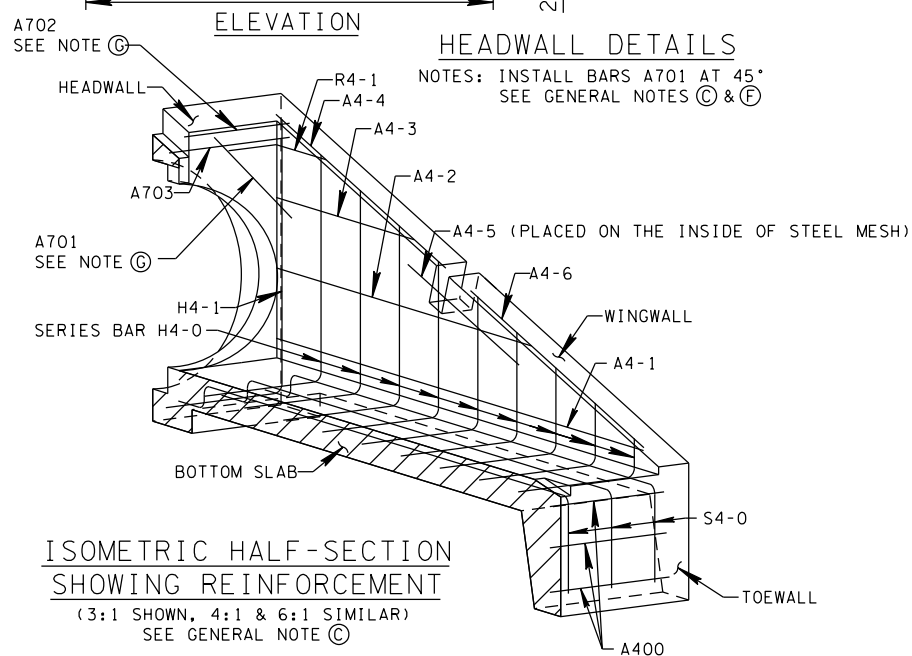 2
ELEVATION
HEADWALL DETAILS
NOTES: INSTALL BARS A701 AT 45°
SEE GENERAL NOTES Ⓒ & Ⓕ
A702
SEE NOTE Ⓖ
HEADWALL
R4-1
A4-4
A4-3
A4-2
A703
A4-5 (PLACED ON THE INSIDE OF STEEL MESH)
A701
SEE NOTE Ⓖ
A4-6
H4-1
WINGWALL
SERIES BAR H4-0
A4-1
BOTTOM SLAB
S4-0
ISOMETRIC HALF-SECTION
SHOWING REINFORCEMENT
(3:1 SHOWN, 4:1 & 6:1 SIMILAR)
SEE GENERAL NOTE Ⓒ
TOEWALL
A400